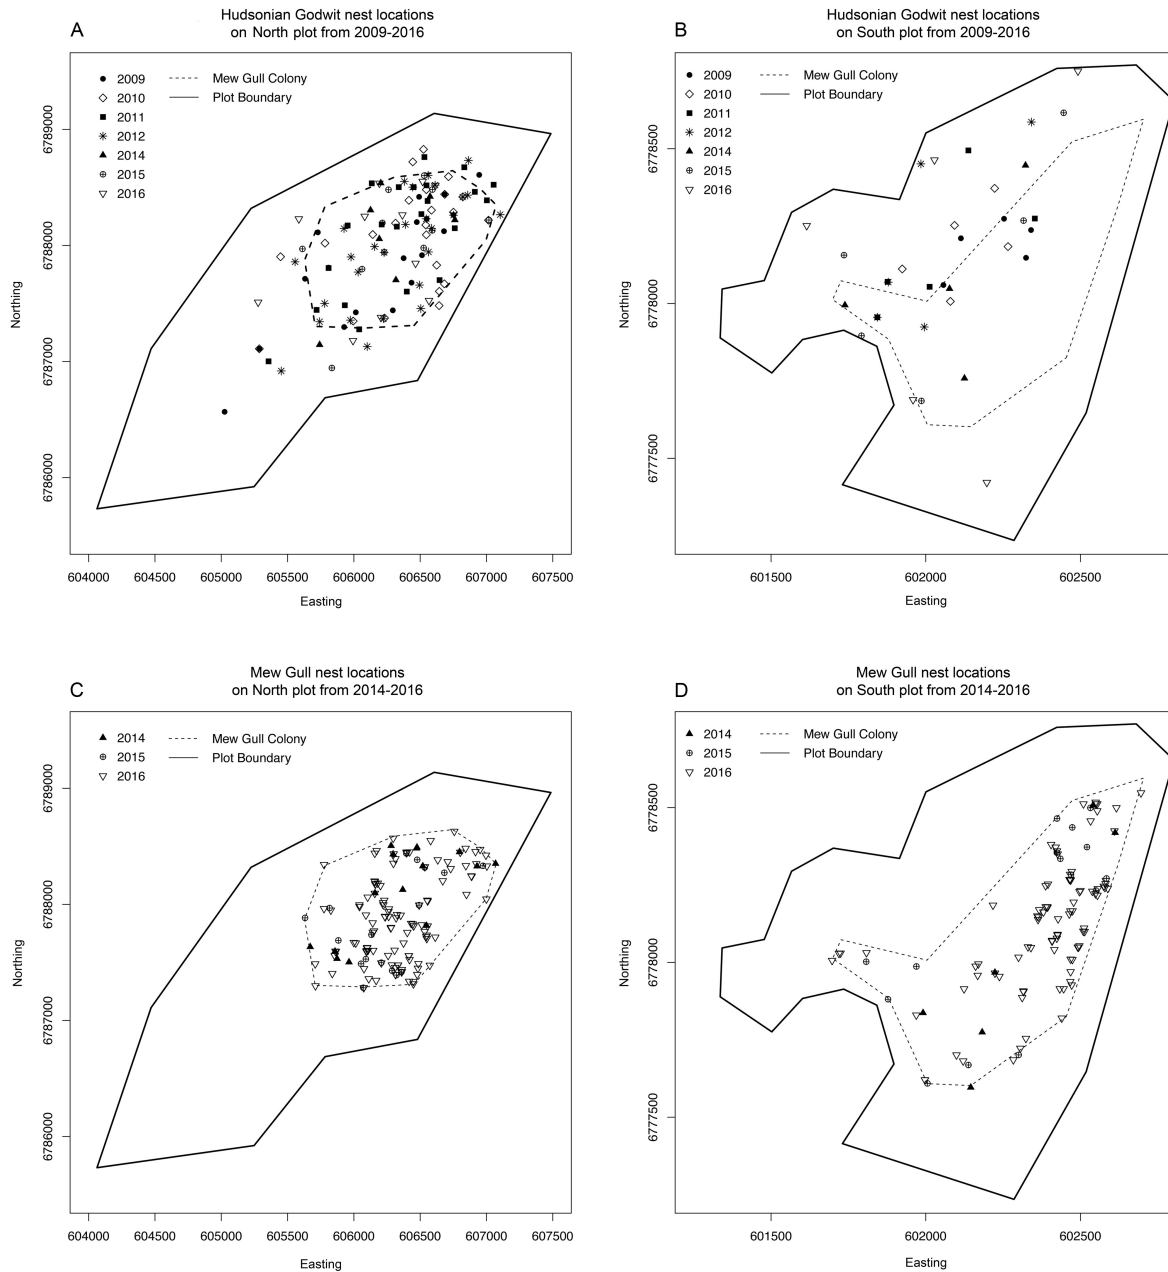 A
Hudsonian Godwit nest locations
on North plot from 2009-2016
2009
2010
2011
2012
2014
2015
2016
Mew Gull Colony
Plot Boundary
Northing
6789000
6788000
6787000
6786000
604000 604500 605000 605500 606000 606500 607000 607500
Easting
B
Hudsonian Godwit nest locations
on South plot from 2009-2016
2009
2010
2011
2012
2014
2015
2016
Mew Gull Colony
Plot Boundary
Northing
6778500
6778000
6777500
601500 602000 602500
Easting
C
Mew Gull nest locations
on North plot from 2014-2016
2014
2015
2016
Mew Gull Colony
Plot Boundary
Northing
6789000
6788000
6787000
6786000
604000 604500 605000 605500 606000 606500 607000 607500
Easting
D
Mew Gull nest locations
on South plot from 2014-2016
2014
2015
2016
Mew Gull Colony
Plot Boundary
Northing
6778500
6778000
6777500
601500 602000 602500
Easting